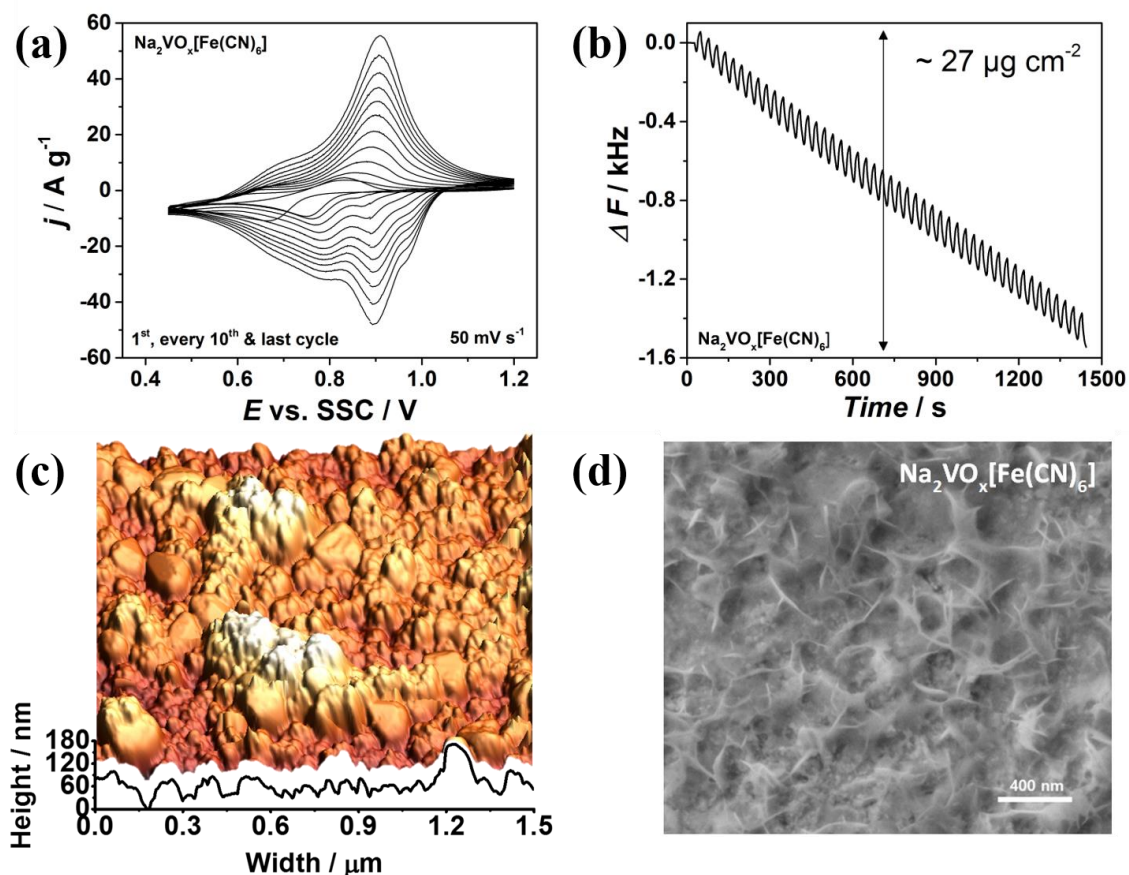 (a)
Na₂VOₓ[Fe(CN)₆]
60
40
20
0
-20
-40
-60
j / A g⁻¹
1ˢᵗ, every 10ᵗʰ & last cycle
50 mV s⁻¹
0.4 0.6 0.8 1.0 1.2
E vs. SSC / V
(b)
~ 27 µg cm⁻²
0.0
-0.4
-0.8
-1.2
-1.6
Δ F / kHz
Na₂VOₓ[Fe(CN)₆]
0 300 600 900 1200 1500
Time / s
(c)
180
120
60
0
Height / nm
0.0 0.3 0.6 0.9 1.2 1.5
Width / µm
(d)
Na₂VOₓ[Fe(CN)₆]
400 nm